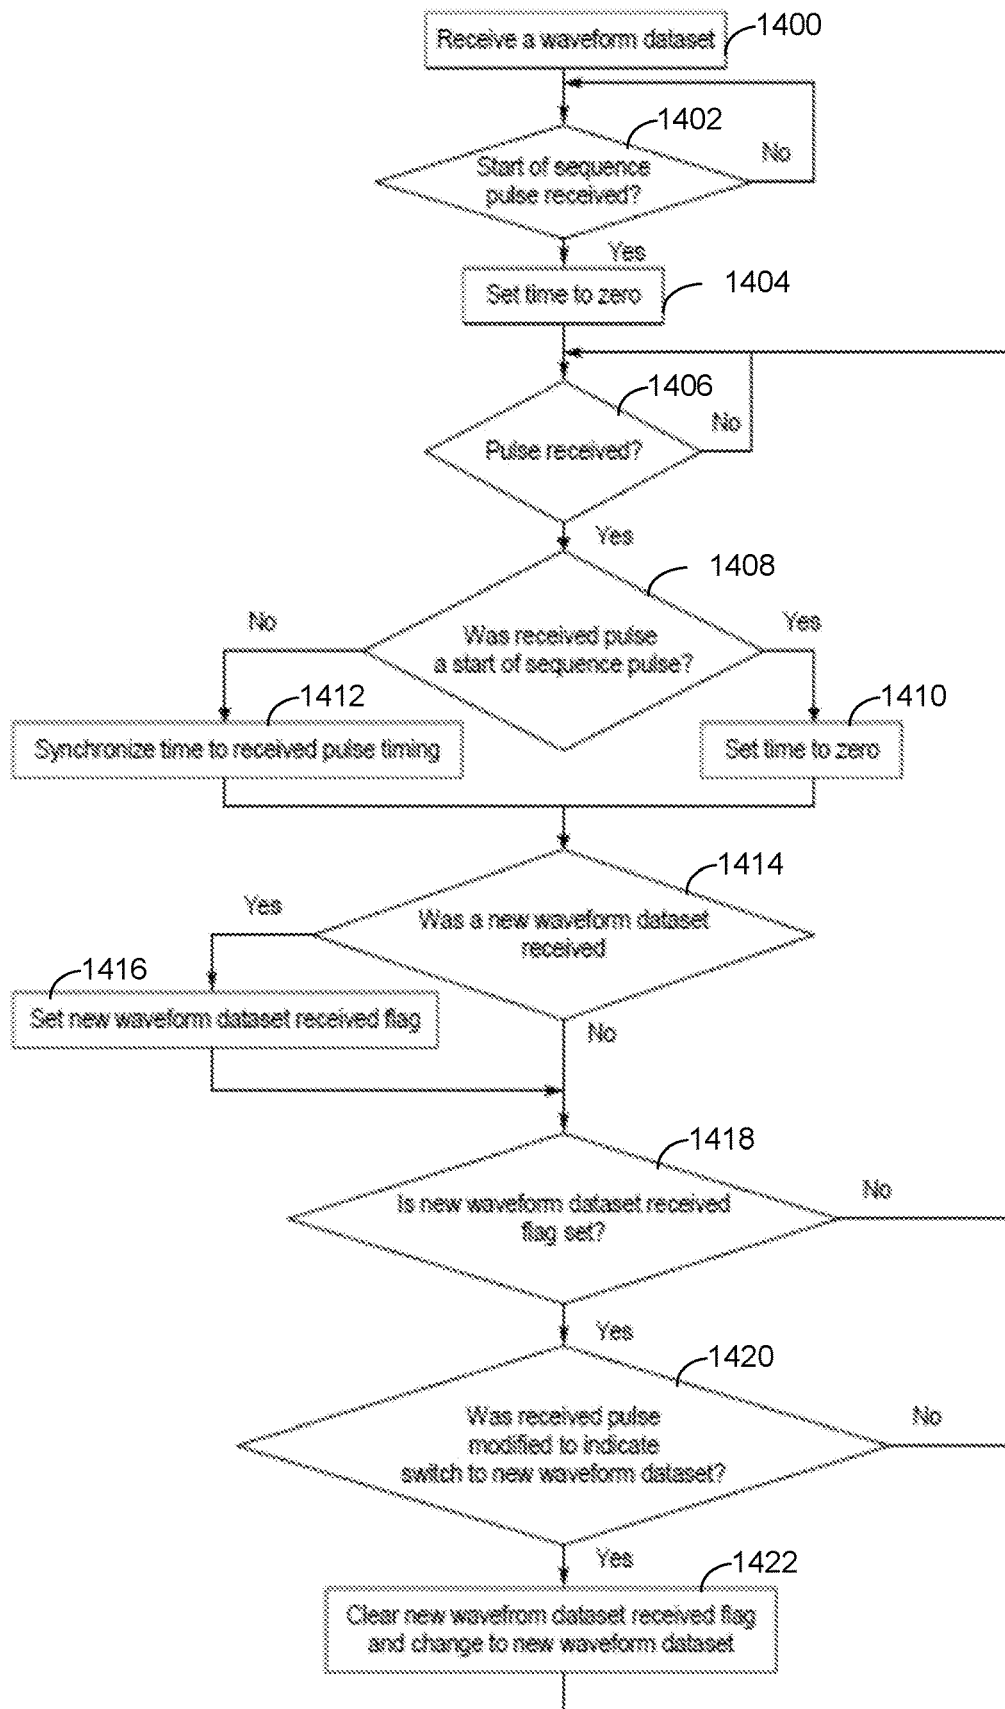 Receive a waveform dataset
1400
1402
Start of sequence
pulse received?
No
Yes
Set time to zero
1404
1406
Pulse received?
No
Yes
1408
Was received pulse
a start of sequence pulse?
No
Yes
1412
Synchronize time to received pulse timing
1410
Set time to zero
1414
Was a new waveform dataset
received
Yes
No
1416
Set new waveform dataset received flag
1418
Is new waveform dataset received
flag set?
No
Yes
1420
Was received pulse
modified to indicate
switch to new waveform dataset?
No
Yes
1422
Clear new wavefrom dataset received flag
and change to new waveform dataset